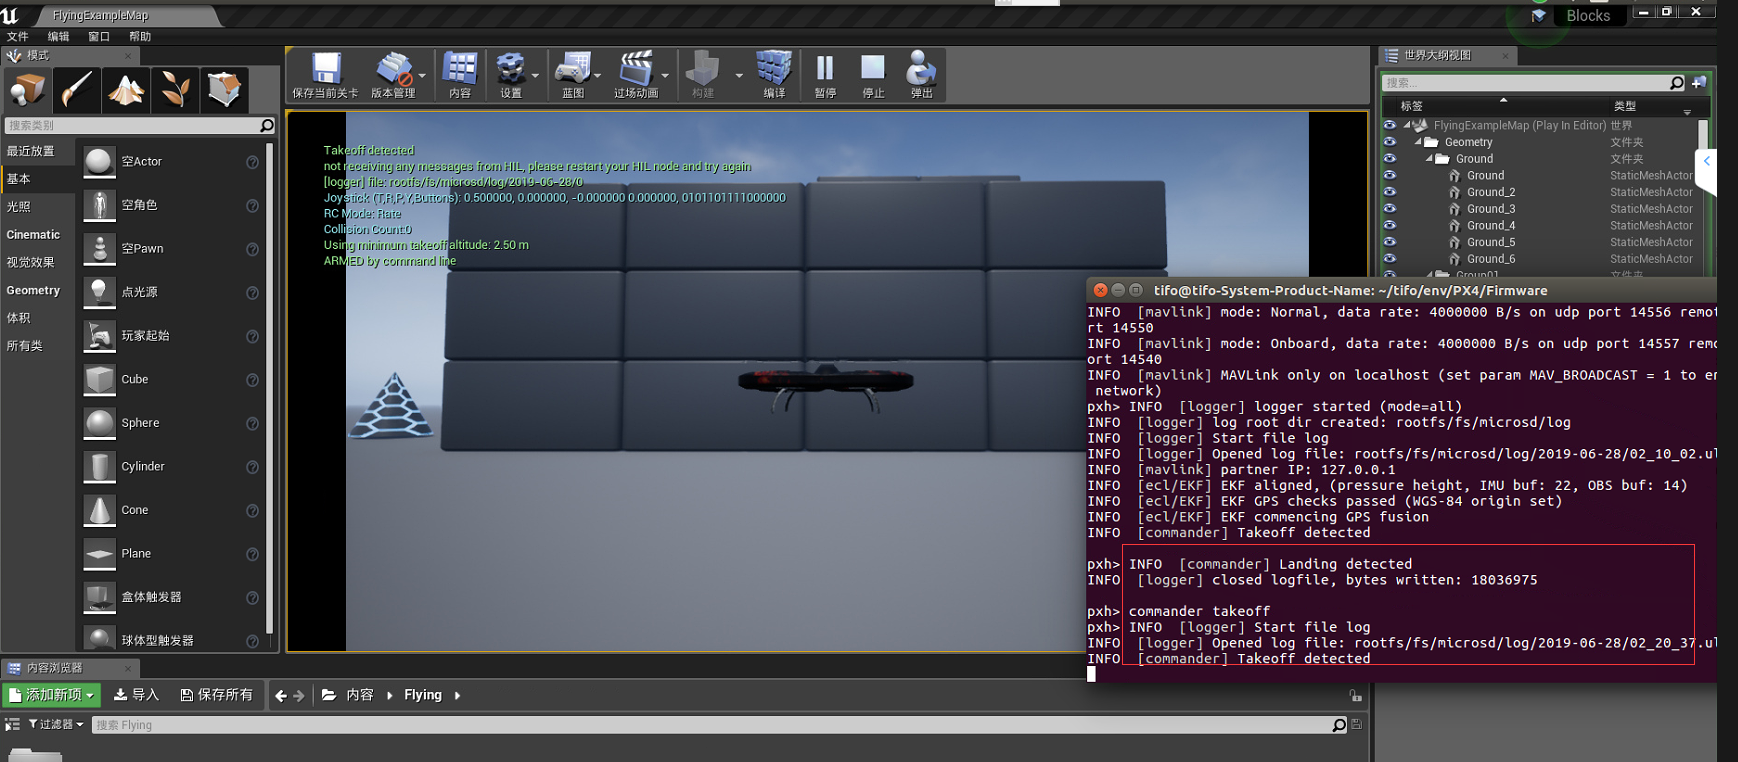 FlyingExampleMap
Blocks
文件 编辑 窗口 帮助
模式
搜索类别
最近放置
基本
光照
Cinematic
视觉效果
Geometry
体积
所有类
空Actor
空角色
空Pawn
点光源
玩家起始
Cube
Sphere
Cylinder
Cone
Plane
盒体触发器
球体型触发器
保存当前关卡 版本管理 内容 设置 蓝图 过场动画 构建 编译 暂停 停止 弹出
Takeoff detected
not receiving any messages from HIL, please restart your HIL node and try again
[logger] file: rootfs/fs/microsd/log/2019-06-28/0
Joystick (T,R,P,Y,Buttons): 0.500000, 0.000000, -0.000000 0.000000, 0101101111000000
RC Mode: Rate
Collision Count:0
Using minimum takeoff altitude: 2.50 m
ARMED by command line
世界大纲视图
搜索...
标签 类型
FlyingExampleMap (Play In Editor) 世界
Geometry 文件夹
Ground 文件夹
Ground StaticMeshActor
Ground_2 StaticMeshActor
Ground_3 StaticMeshActor
Ground_4 StaticMeshActor
Ground_5 StaticMeshActor
Ground_6 StaticMeshActor
Group01 文件夹
tifo@tifo-System-Product-Name: ~/tifo/env/PX4/Firmware
INFO [mavlink] mode: Normal, data rate: 4000000 B/s on udp port 14556 remot
rt 14550
INFO [mavlink] mode: Onboard, data rate: 4000000 B/s on udp port 14557 remo
ort 14540
INFO [mavlink] MAVLink only on localhost (set param MAV_BROADCAST = 1 to en
network)
pxh> INFO [logger] logger started (mode=all)
INFO [logger] log root dir created: rootfs/fs/microsd/log
INFO [logger] Start file log
INFO [logger] Opened log file: rootfs/fs/microsd/log/2019-06-28/02_10_02.ul
INFO [mavlink] partner IP: 127.0.0.1
INFO [ecl/EKF] EKF aligned, (pressure height, IMU buf: 22, OBS buf: 14)
INFO [ecl/EKF] EKF GPS checks passed (WGS-84 origin set)
INFO [ecl/EKF] EKF commencing GPS fusion
INFO [commander] Takeoff detected
pxh> INFO [commander] Landing detected
INFO [logger] closed logfile, bytes written: 18036975
pxh> commander takeoff
pxh> INFO [logger] Start file log
INFO [logger] Opened log file: rootfs/fs/microsd/log/2019-06-28/02_20_37.ul
INFO [commander] Takeoff detected
内容浏览器
添加新项 导入 保存所有 内容 Flying
过滤器 搜索 Flying